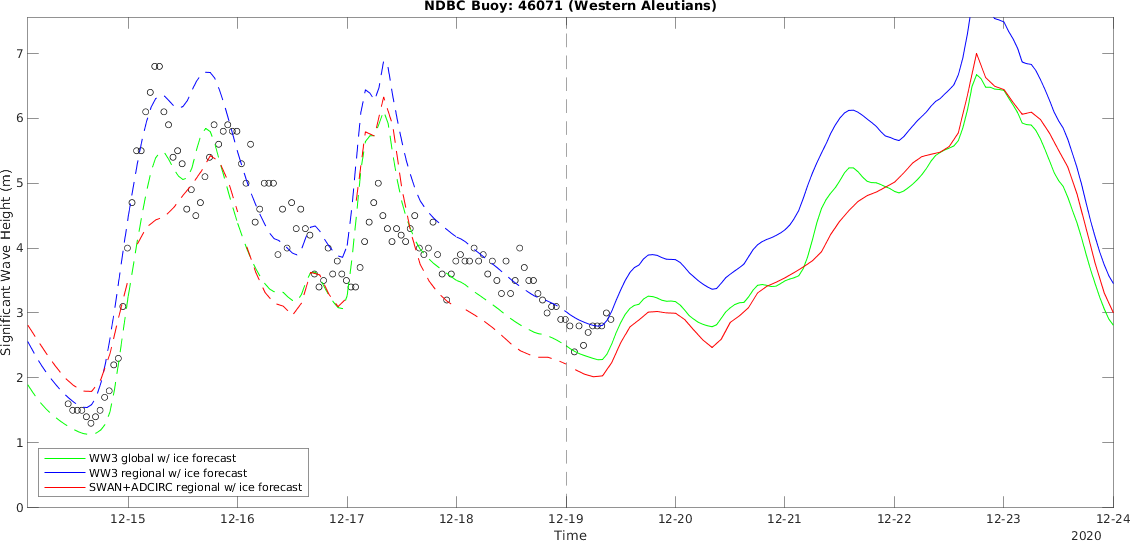 NDBC Buoy: 46071 (Western Aleutians)
Significant Wave Height (m)
7
6
5
4
3
2
1
0
WW3 global w/ ice forecast
WW3 regional w/ ice forecast
SWAN+ADCIRC regional w/ ice forecast
12-15 12-16 12-17 12-18 12-19 12-20 12-21 12-22 12-23 12-24
Time
2020